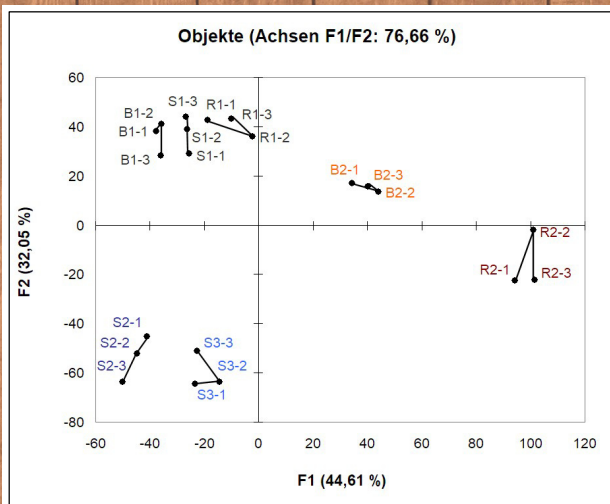 Objekte (Achsen F1/F2: 76,66 %)
60
40
20
0
-20
-40
-60
-80
F2 (32,05 %)
B1-2
B1-1
B1-3
S1-3
S1-2
S1-1
R1-1
R1-3
R1-2
B2-1
B2-3
B2-2
R2-2
R2-1
R2-3
S2-1
S2-2
S2-3
S3-3
S3-2
S3-1
-60 -40 -20 0 20 40 60 80 100 120
F1 (44,61 %)